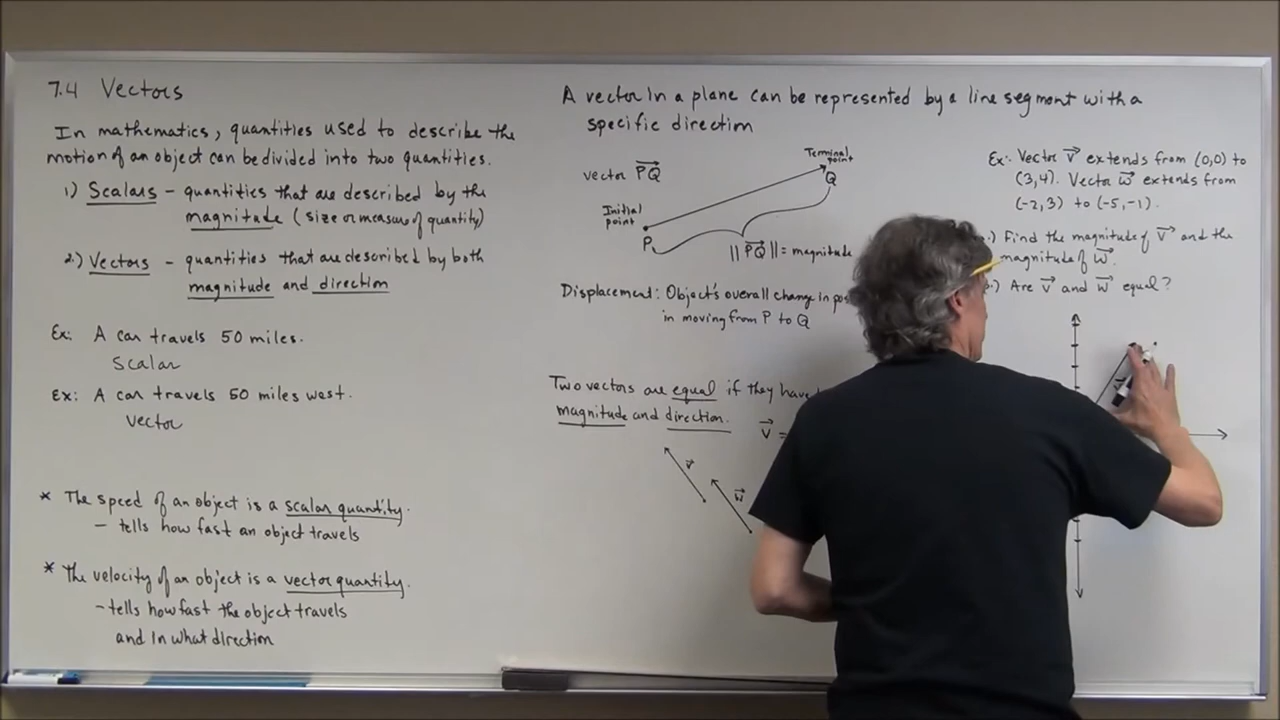 7.4 Vectors
In mathematics, quantities used to describe the
motion of an object can be divided into two quantities.
1) Scalars - quantities that are described by the
magnitude (size or measure of quantity)
2.) Vectors - quantities that are described by both
magnitude and direction
Ex: A car travels 50 miles.
scalar
Ex: A car travels 50 miles west.
vector
* The speed of an object is a scalar quantity.
- tells how fast an object travels
* The velocity of an object is a vector quantity.
- tells how fast the object travels
and in what direction
A vector in a plane can be represented by a line segment with a
specific direction
vector PQ→
Terminal
point
Q
Initial
point
P
||PQ→|| = magnitude
Displacement: Object's overall change in
in moving from P to Q
Two vectors are equal if they have
magnitude and direction.
v→ =
v→
w→
Ex: Vector v→ extends from (0,0) to
(3,4). Vector w→ extends from
(-2,3) to (-5,-1).
Find the magnitude of v→ and the
magnitude of w→.
Are v→ and w→ equal?